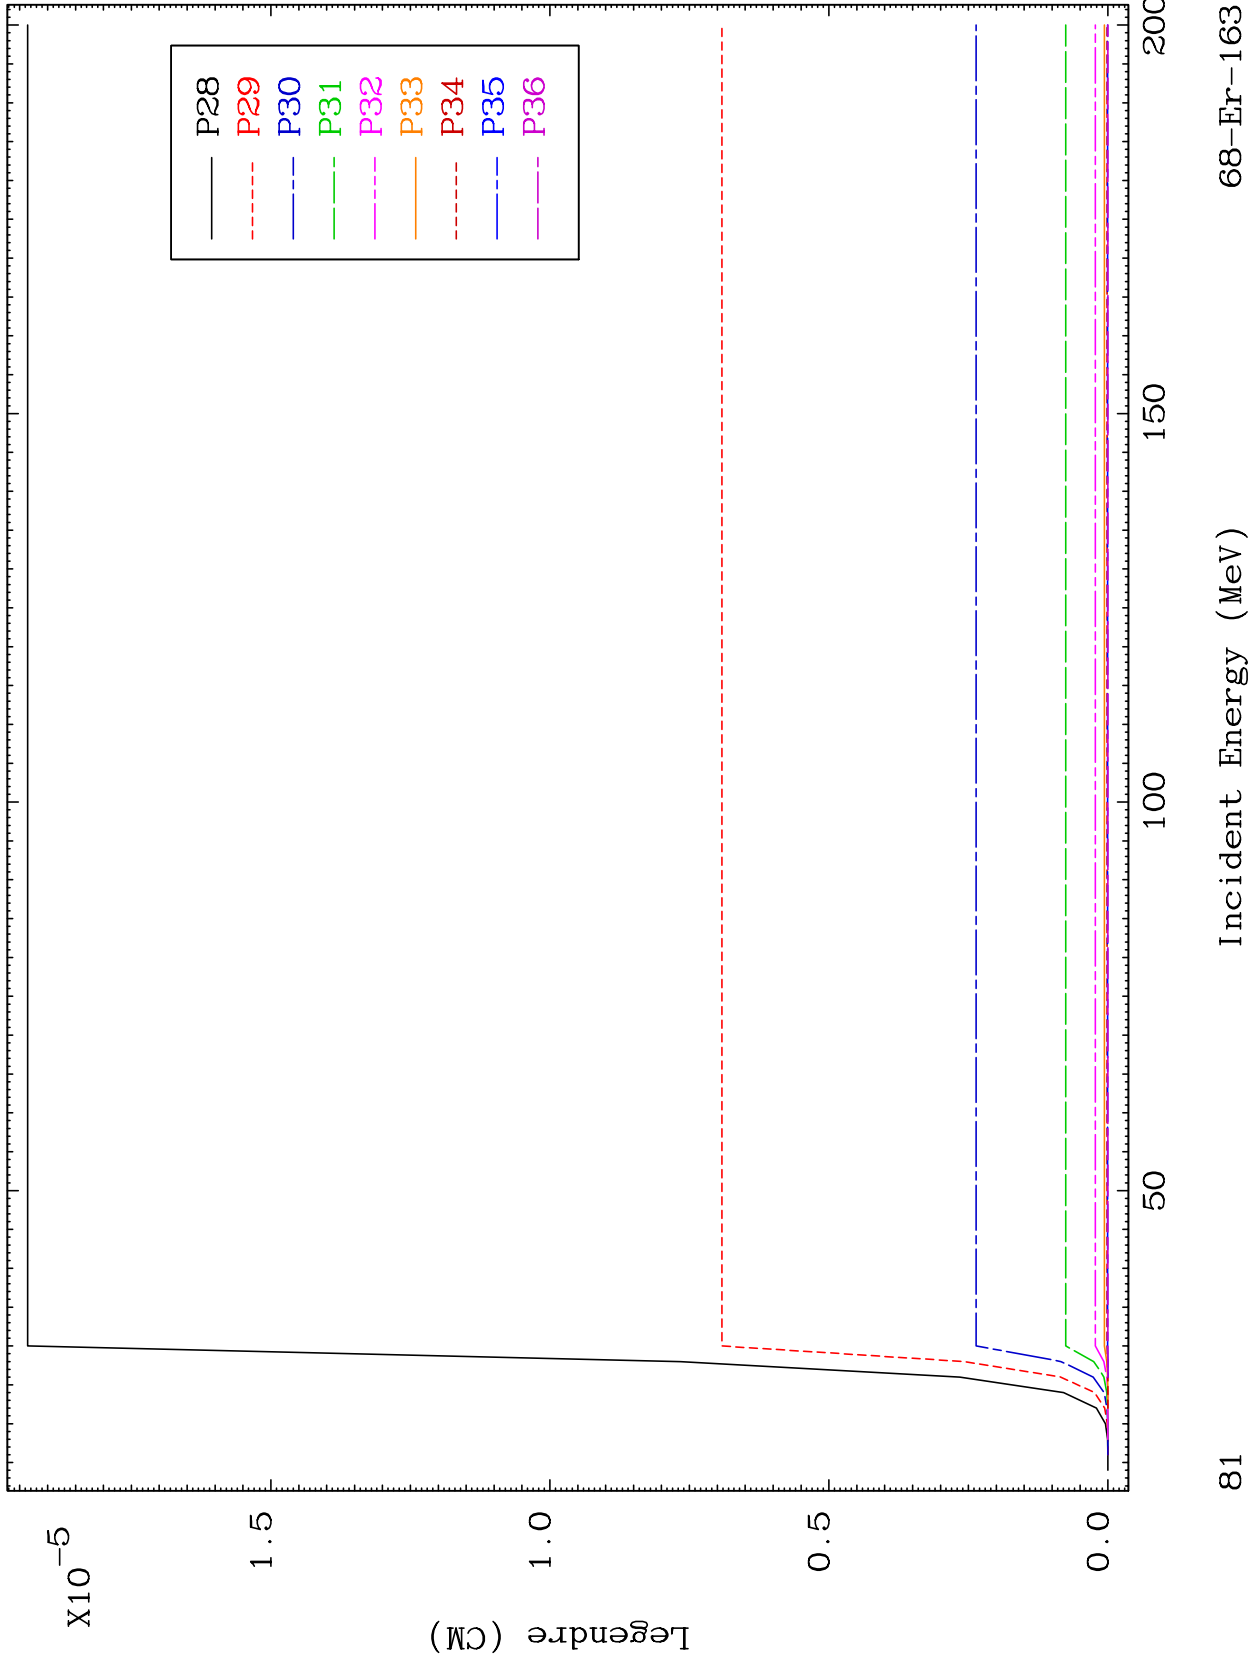 X10-5
1.5
1.0
0.5
0.0
Legendre (CM)
P28
P29
P30
P31
P32
P33
P34
P35
P36
50
100
150
200
Incident Energy (MeV)
81
68-Er-163